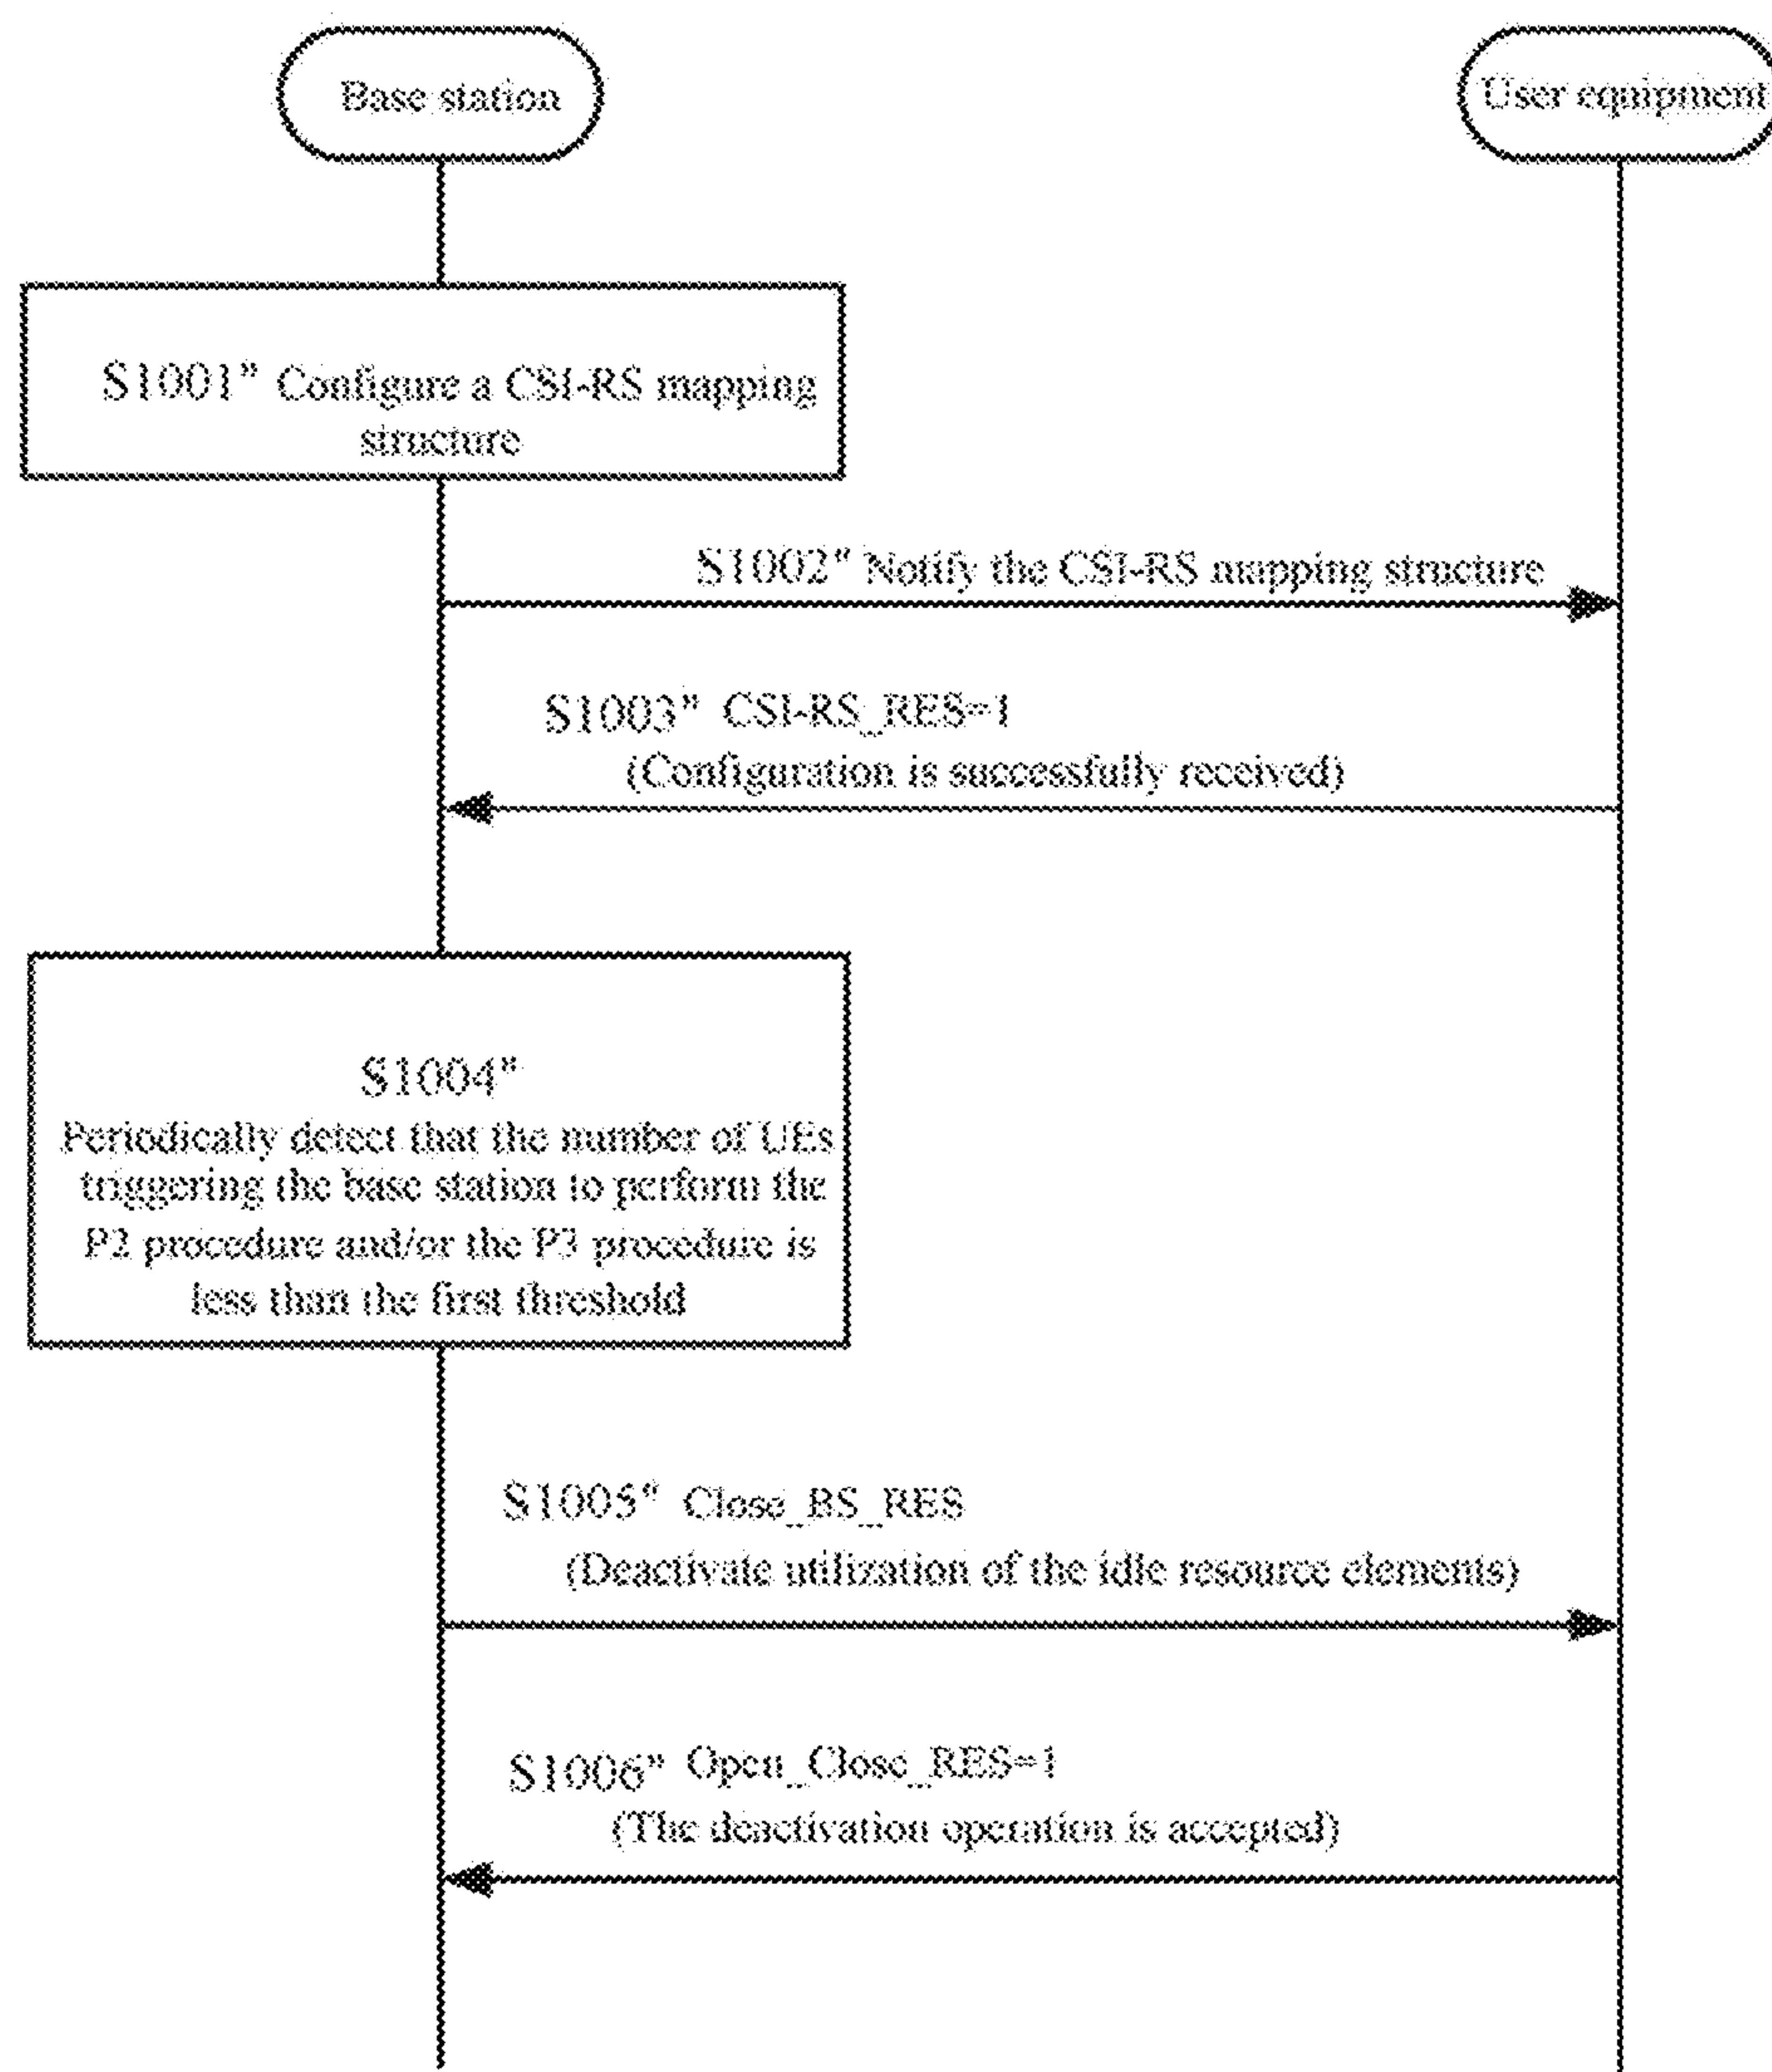 Base station
User equipment
S1001" Configure a CSI-RS mapping
structure
S1002" Notify the CSI-RS mapping structure
S1003" CSI-RS_RES=1
(Configuration is successfully received)
S1004"
Periodically detect that the number of UEs
triggering the base station to perform the
P2 procedure and/or the P3 procedure is
less than the first threshold
S1005" Close_BS_RES
(Deactivate utilization of the idle resource elements)
S1006" Open_Close_RES=1
(The deactivation operation is accepted)